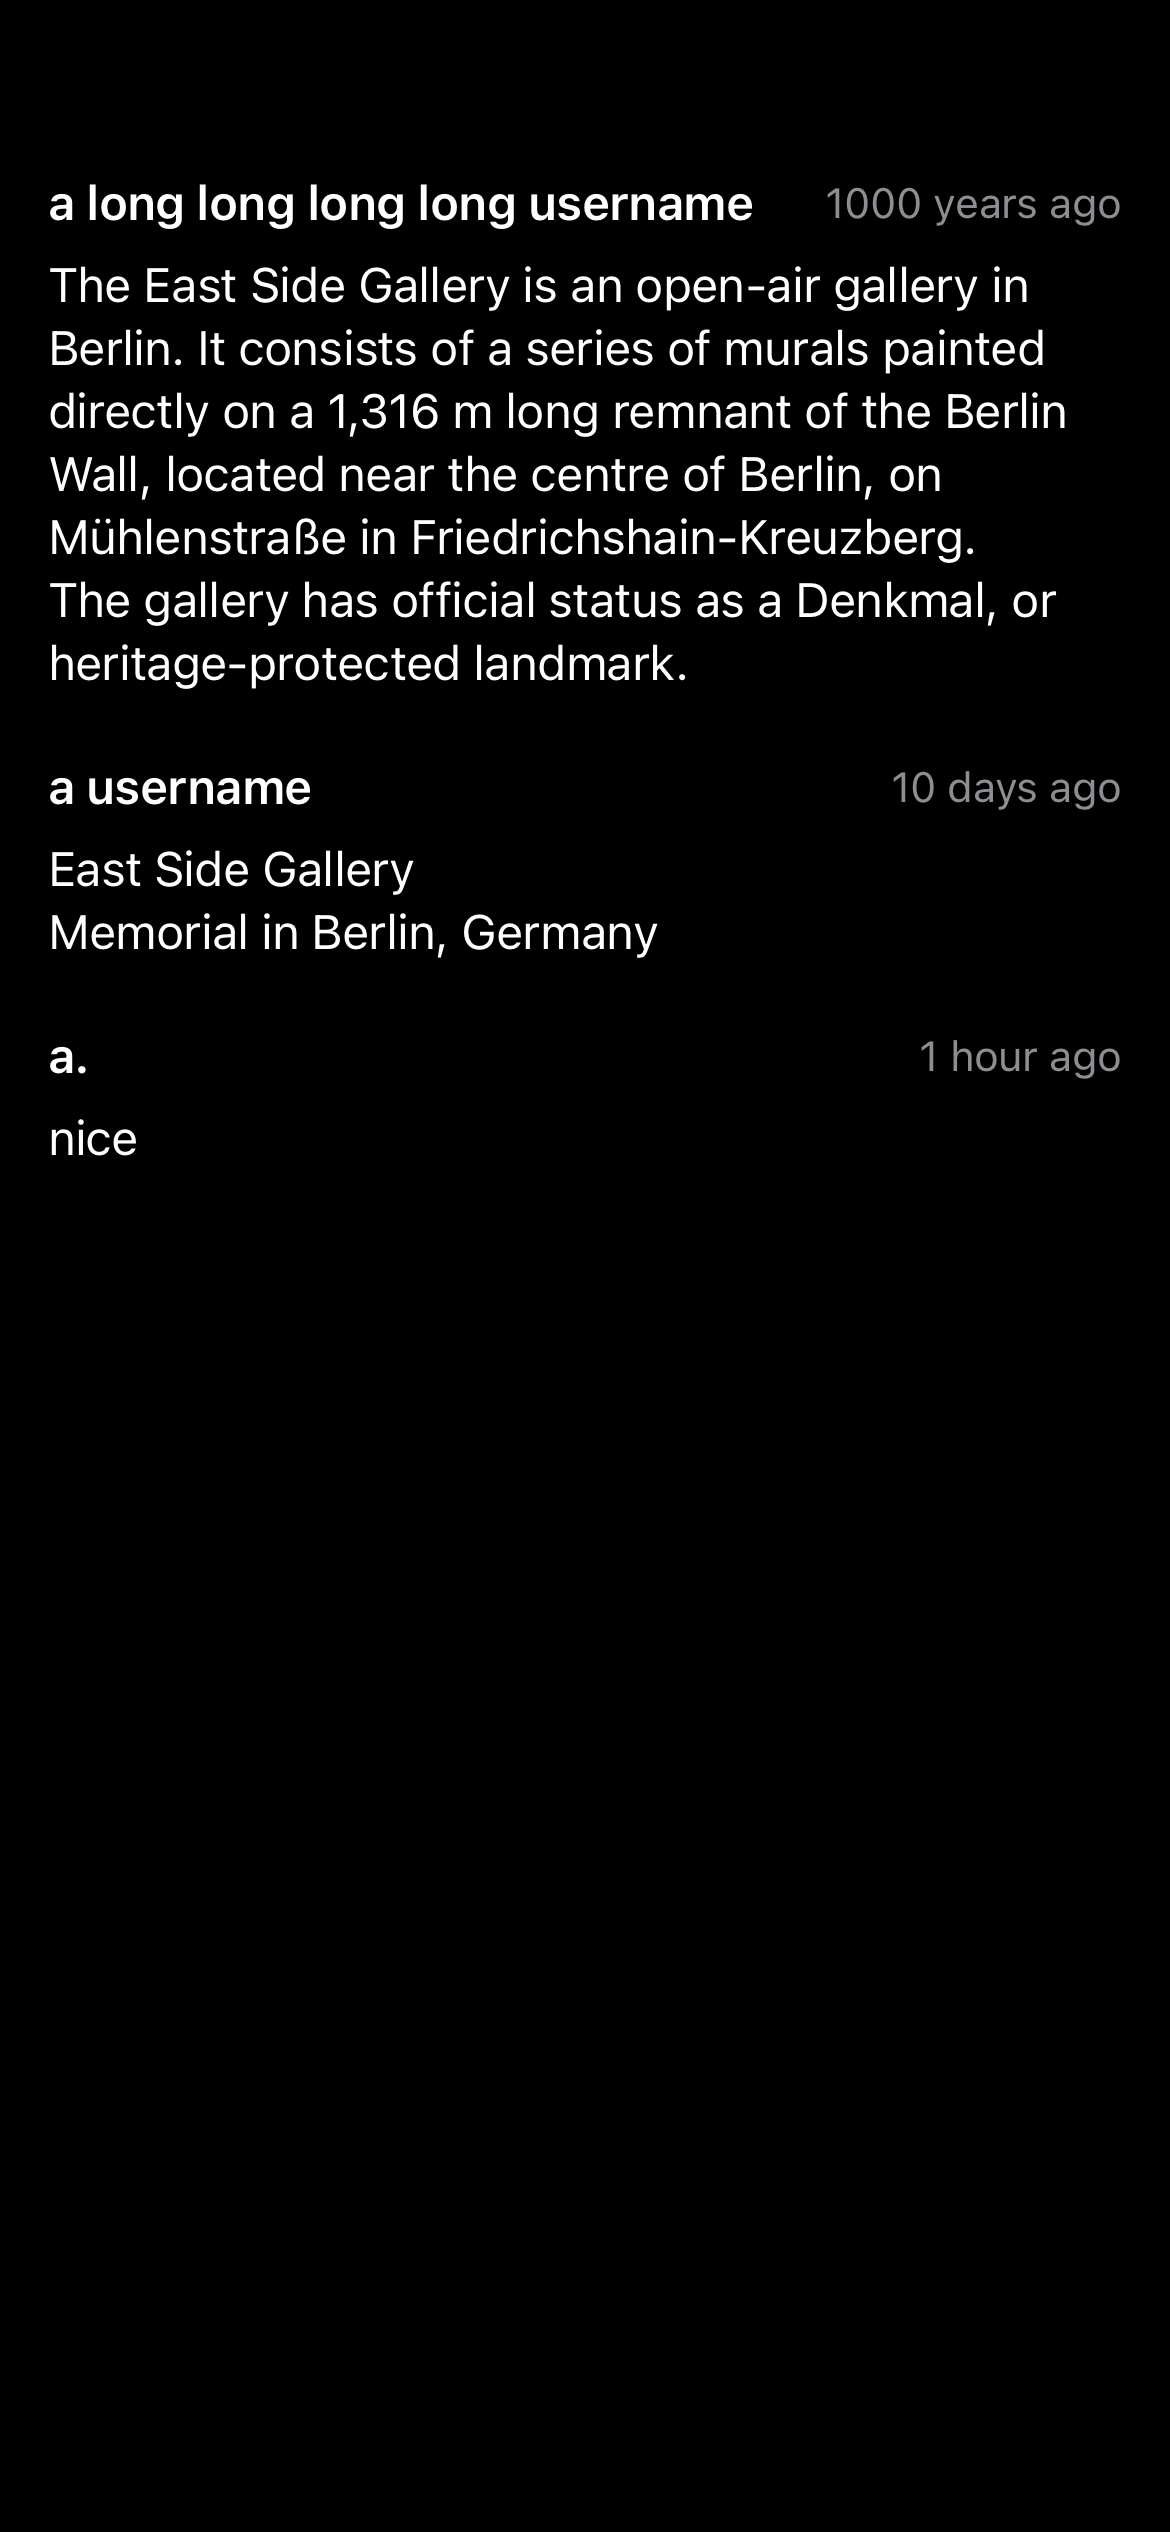 a long long long long username 1000 years ago
The East Side Gallery is an open-air gallery in
Berlin. It consists of a series of murals painted
directly on a 1,316 m long remnant of the Berlin
Wall, located near the centre of Berlin, on
Mühlenstraße in Friedrichshain-Kreuzberg.
The gallery has official status as a Denkmal, or
heritage-protected landmark.
a username 10 days ago
East Side Gallery
Memorial in Berlin, Germany
a. 1 hour ago
nice